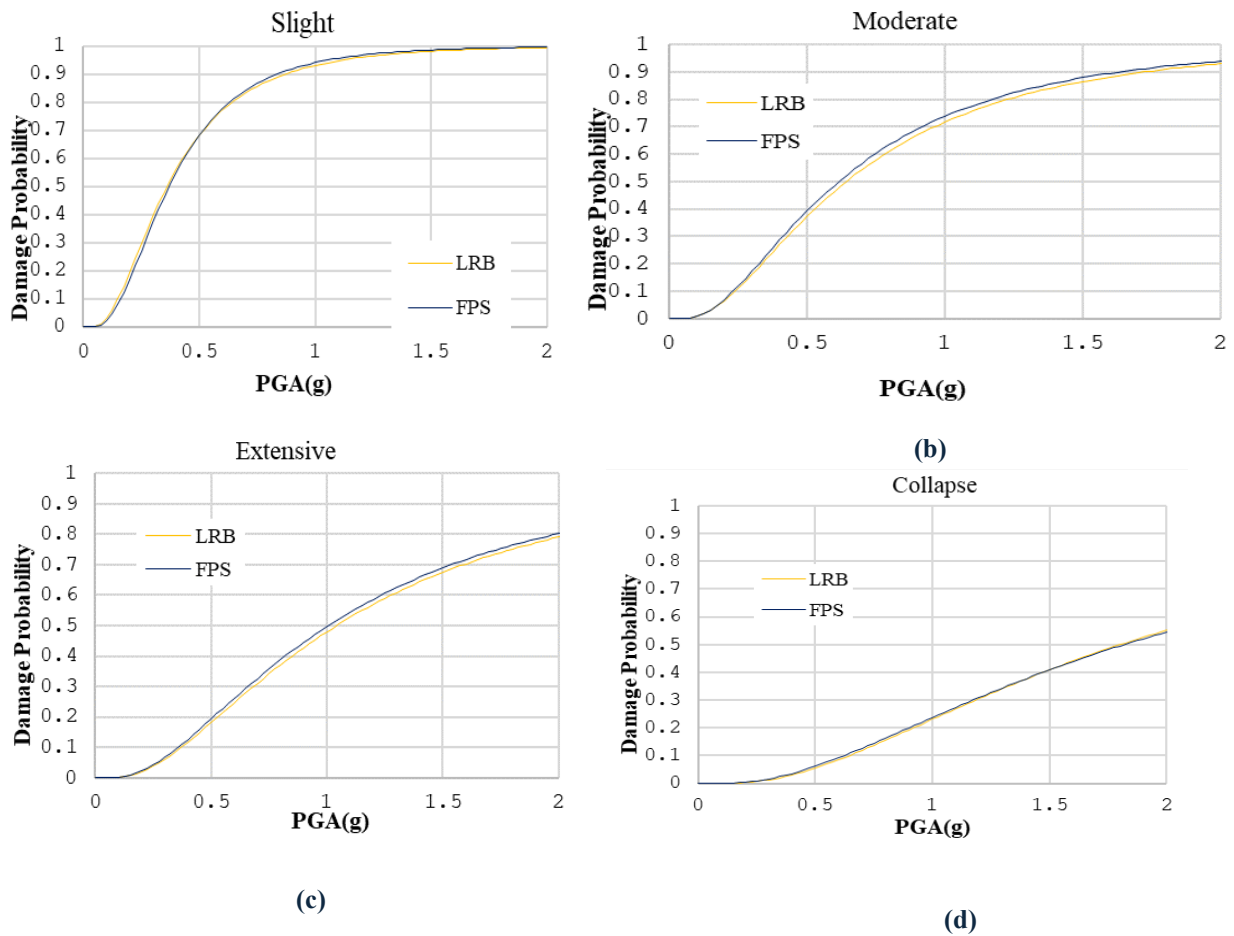 Slight
1
0.9
0.8
0.7
0.6
0.5
0.4
0.3
0.2
0.1
0
Damage Probability
LRB
FPS
0 0.5 1 1.5 2
PGA(g)
Moderate
1
0.9
0.8
0.7
0.6
0.5
0.4
0.3
0.2
0.1
0
Damage Probability
LRB
FPS
0 0.5 1 1.5 2
PGA(g)
(b)
Extensive
1
0.9
0.8
0.7
0.6
0.5
0.4
0.3
0.2
0.1
0
Damage Probability
LRB
FPS
0 0.5 1 1.5 2
PGA(g)
(c)
Collapse
1
0.9
0.8
0.7
0.6
0.5
0.4
0.3
0.2
0.1
0
Damage Probability
LRB
FPS
0 0.5 1 1.5 2
PGA(g)
(d)